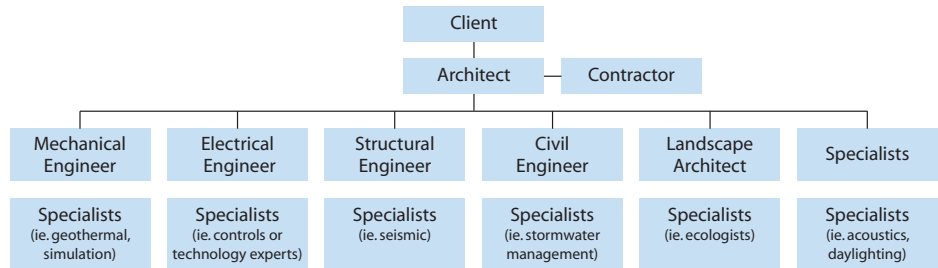 Client
Architect
Contractor
Mechanical
Engineer
Electrical
Engineer
Structural
Engineer
Civil
Engineer
Landscape
Architect
Specialists
Specialists
(ie. geothermal,
simulation)
Specialists
(ie. controls or
technology experts)
Specialists
(ie. seismic)
Specialists
(ie. stormwater
management)
Specialists
(ie. ecologists)
Specialists
(ie. acoustics,
daylighting)